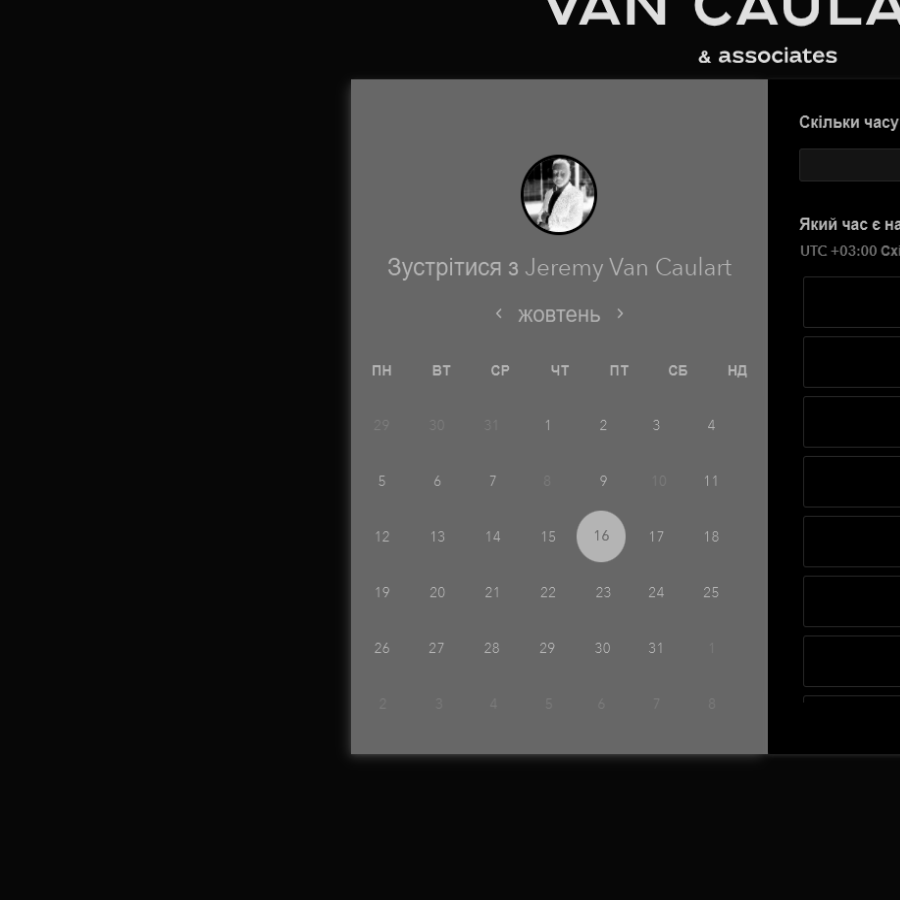 VAN CAULA
& associates
Зустрітися з Jeremy Van Caulart
жовтень
ПН ВТ СР ЧТ ПТ СБ НД
29 30 31 1 2 3 4
5 6 7 8 9 10 11
12 13 14 15 16 17 18
19 20 21 22 23 24 25
26 27 28 29 30 31 1
2 3 4 5 6 7 8
Скільки часу
Який час є на
UTC +03:00 Схі